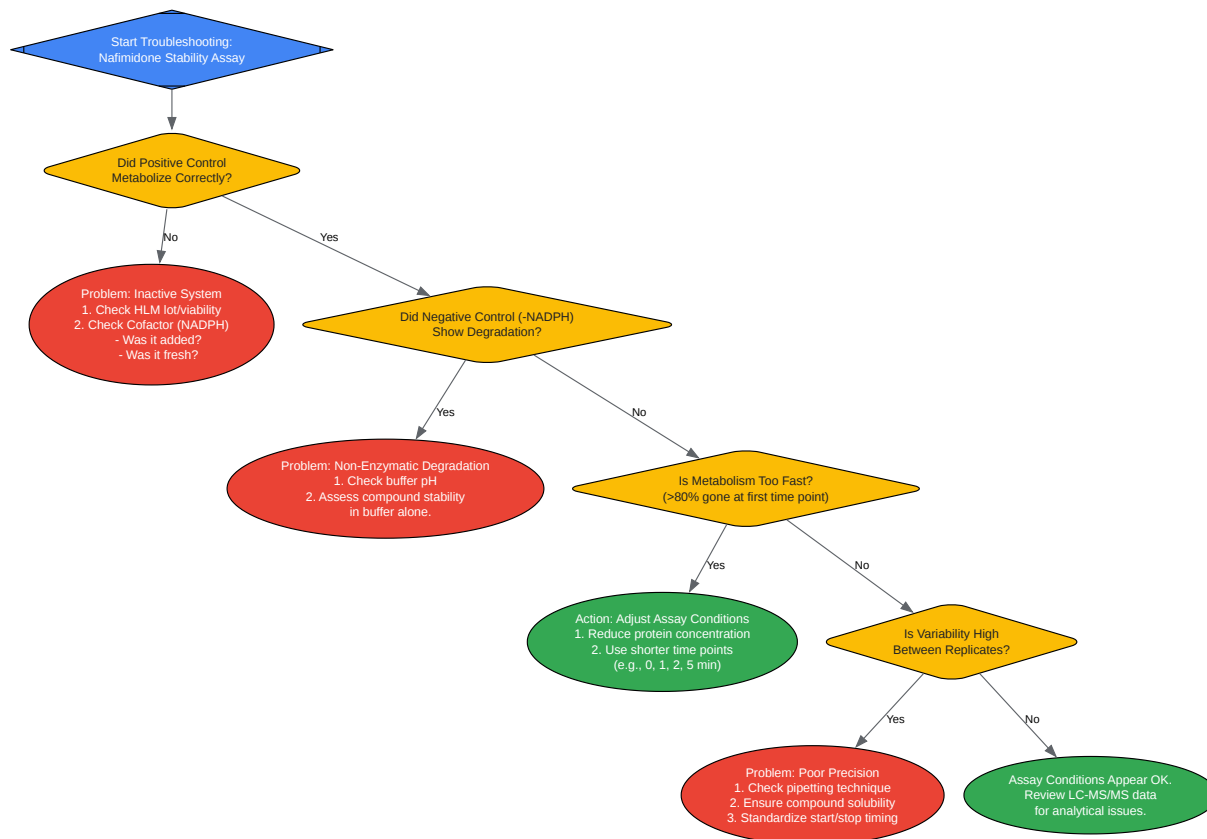 Start Troubleshooting:
Nafimidone Stability Assay
Did Positive Control
Metabolize Correctly?
No
Yes
Problem: Inactive System
1. Check HLM lot/viability
2. Check Cofactor (NADPH)
- Was it added?
- Was it fresh?
Did Negative Control (-NADPH)
Show Degradation?
Yes
No
Problem: Non-Enzymatic Degradation
1. Check buffer pH
2. Assess compound stability
in buffer alone.
Is Metabolism Too Fast?
(>80% gone at first time point)
Yes
No
Action: Adjust Assay Conditions
1. Reduce protein concentration
2. Use shorter time points
(e.g., 0, 1, 2, 5 min)
Is Variability High
Between Replicates?
Yes
No
Problem: Poor Precision
1. Check pipetting technique
2. Ensure compound solubility
3. Standardize start/stop timing
Assay Conditions Appear OK.
Review LC-MS/MS data
for analytical issues.